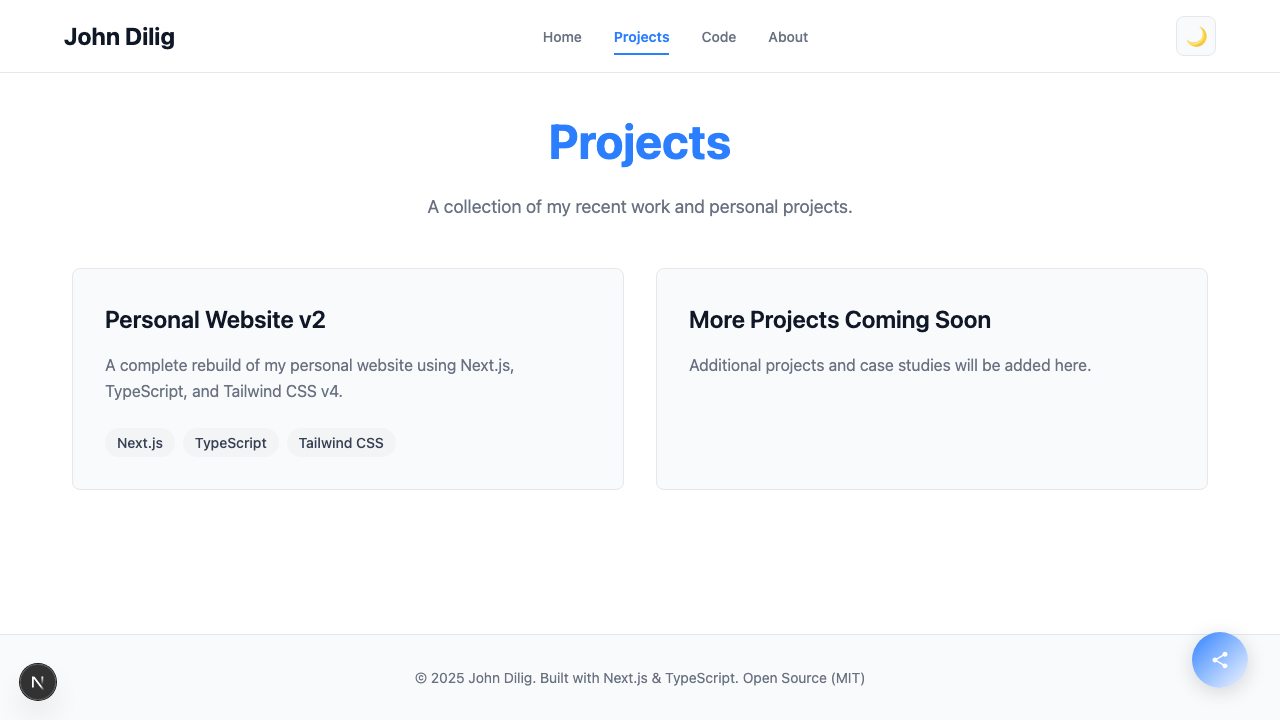 John Dilig
Home
Projects
Code
About
Projects
A collection of my recent work and personal projects.
Personal Website v2
A complete rebuild of my personal website using Next.js,
TypeScript, and Tailwind CSS v4.
Next.js
TypeScript
Tailwind CSS
More Projects Coming Soon
Additional projects and case studies will be added here.
© 2025 John Dilig. Built with Next.js & TypeScript. Open Source (MIT)
N